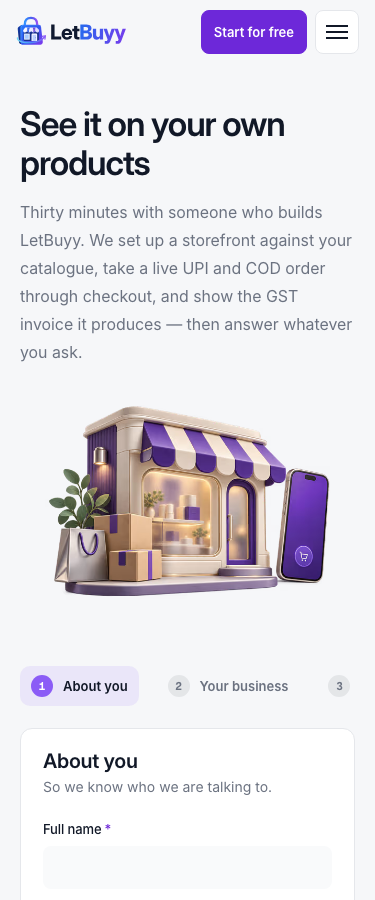 LetBuyy
Start for free
See it on your own
products
Thirty minutes with someone who builds
LetBuyy. We set up a storefront against your
catalogue, take a live UPI and COD order
through checkout, and show the GST
invoice it produces — then answer whatever
you ask.
1 About you 2 Your business 3
About you
So we know who we are talking to.
Full name *